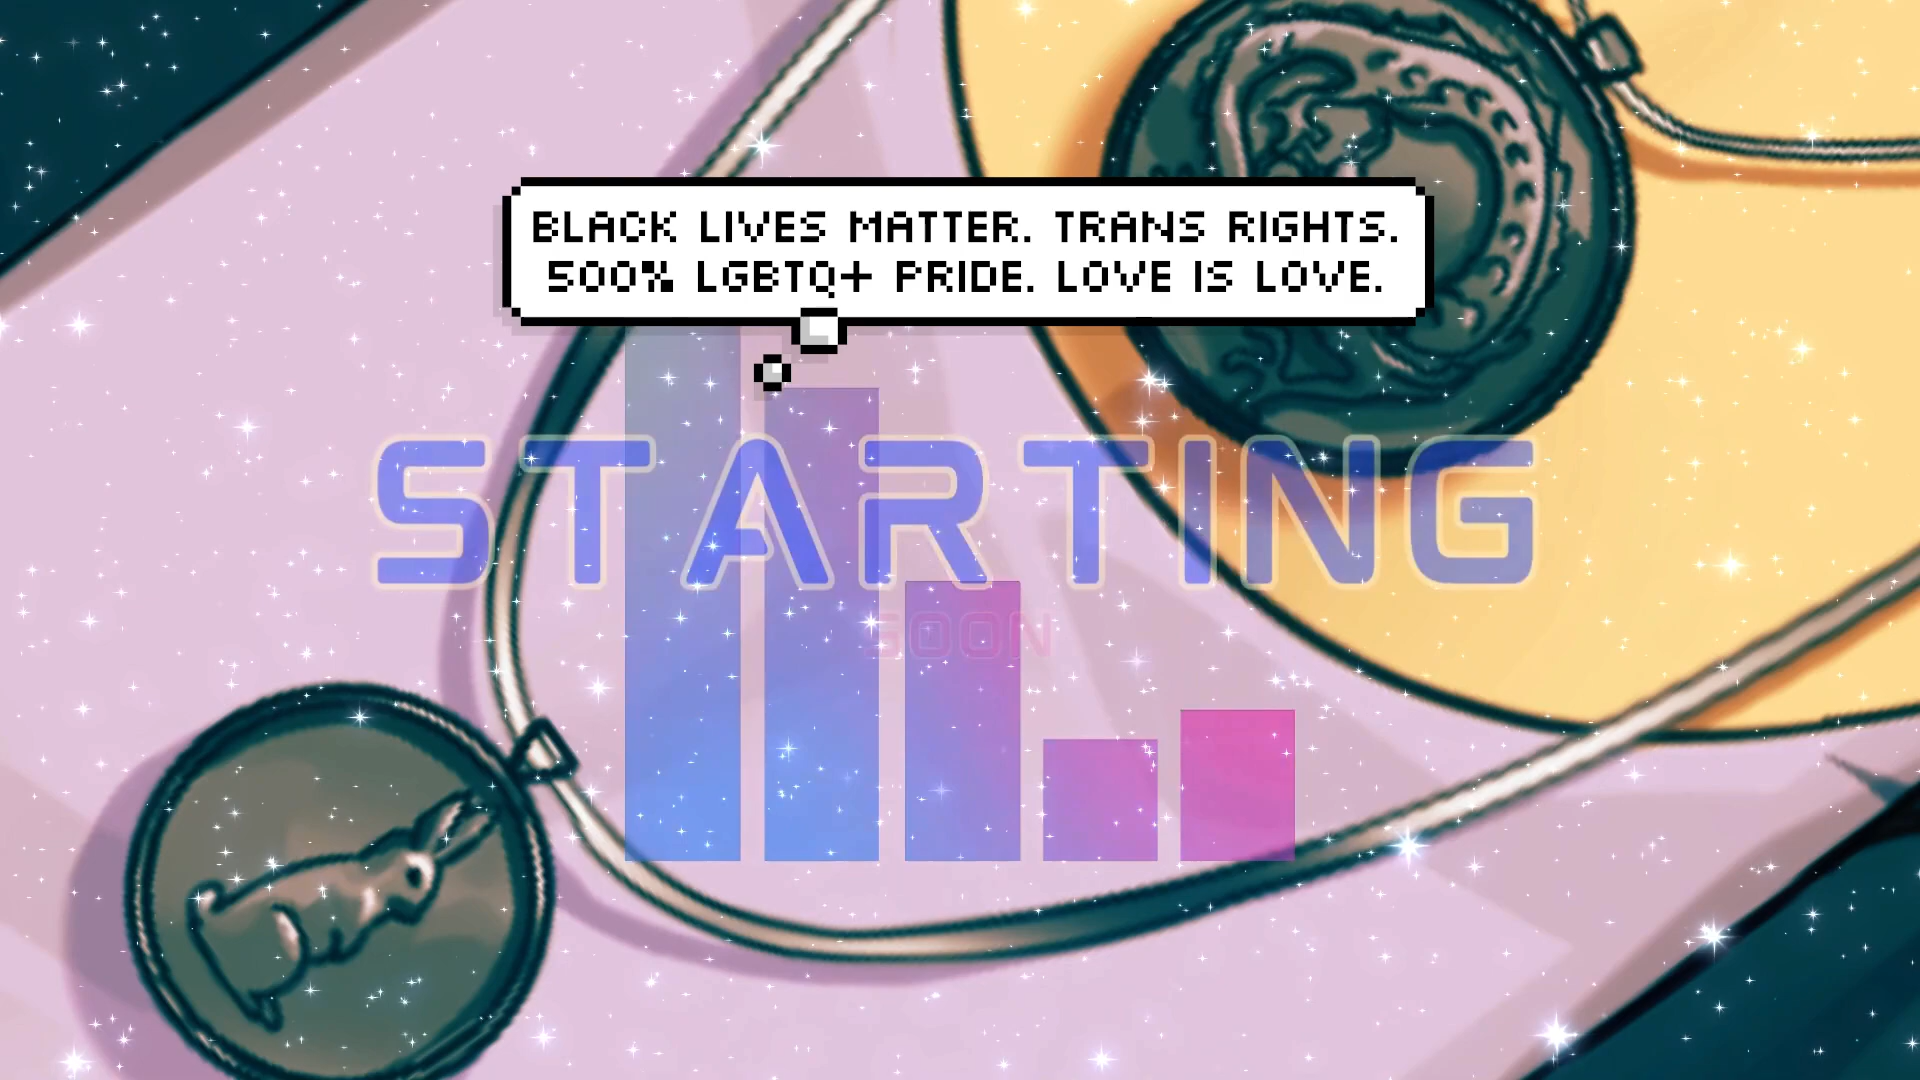 BLACK LIVES MATTER. TRANS RIGHTS.
500% LGBTQ+ PRIDE. LOVE IS LOVE.
STARTING
SOON